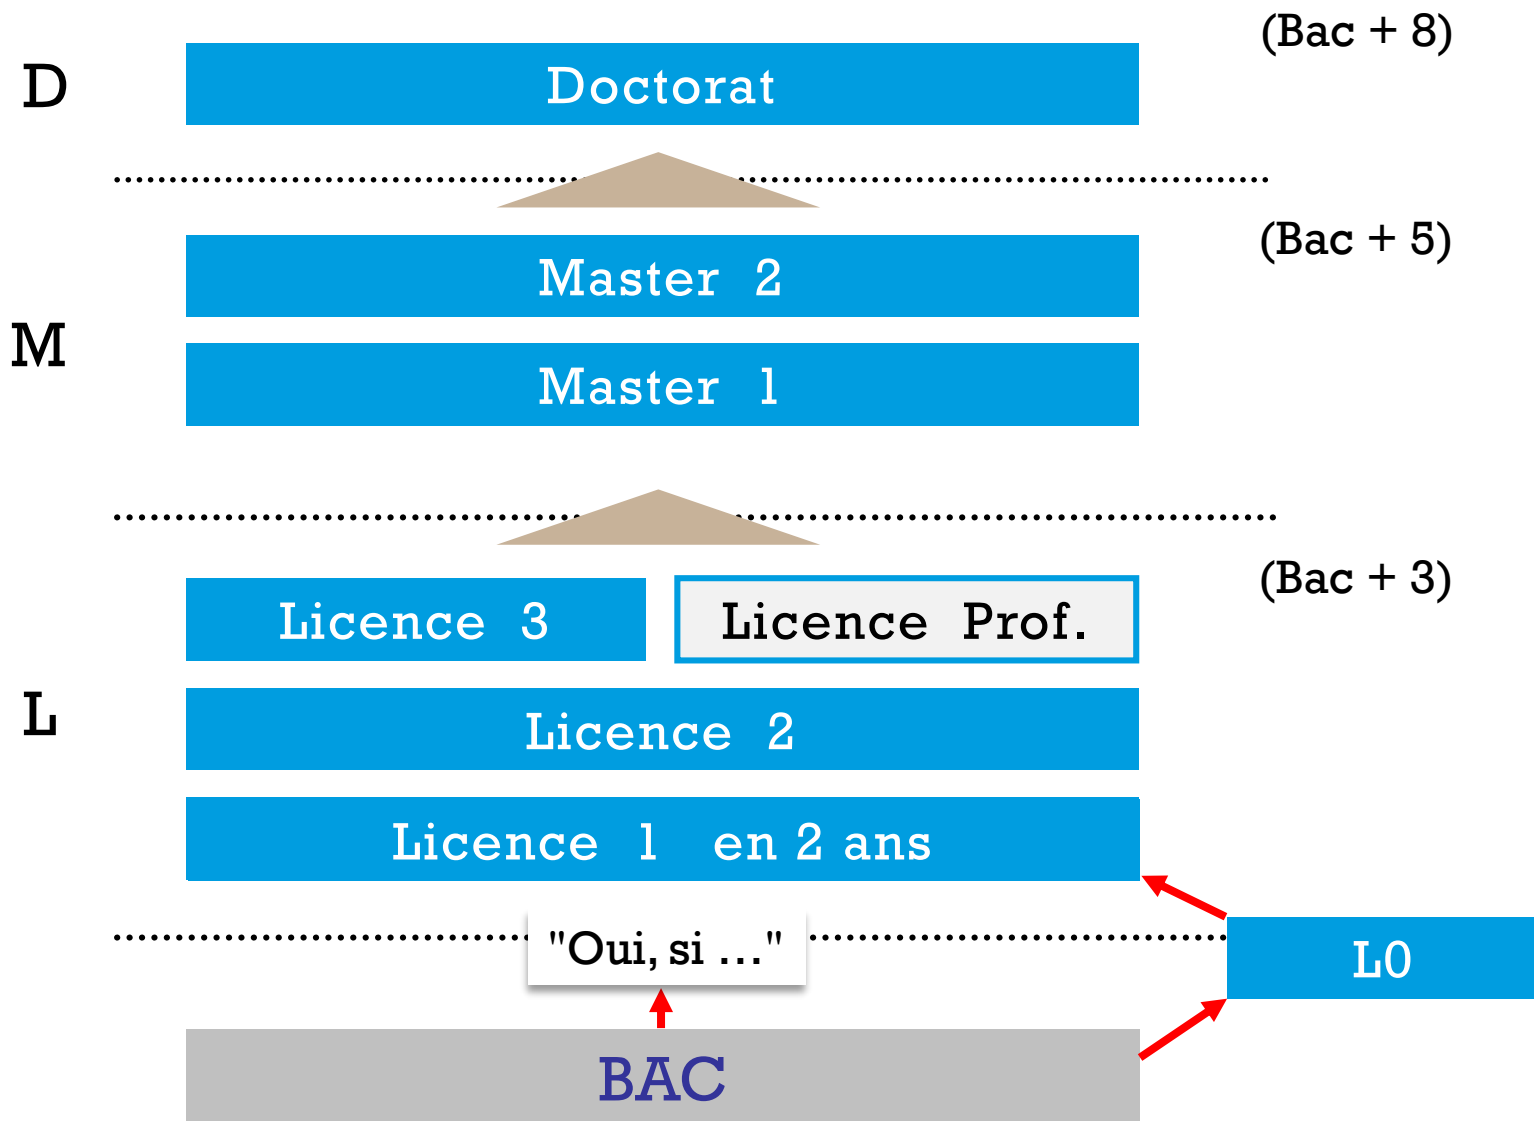 (Bac + 8)
D
Doctorat
(Bac + 5)
Master 2
M
Master 1
(Bac + 3)
Licence 3
Licence Prof.
L
Licence 2
Licence 1 en 2 ans
"Oui, si ..."
L0
BAC